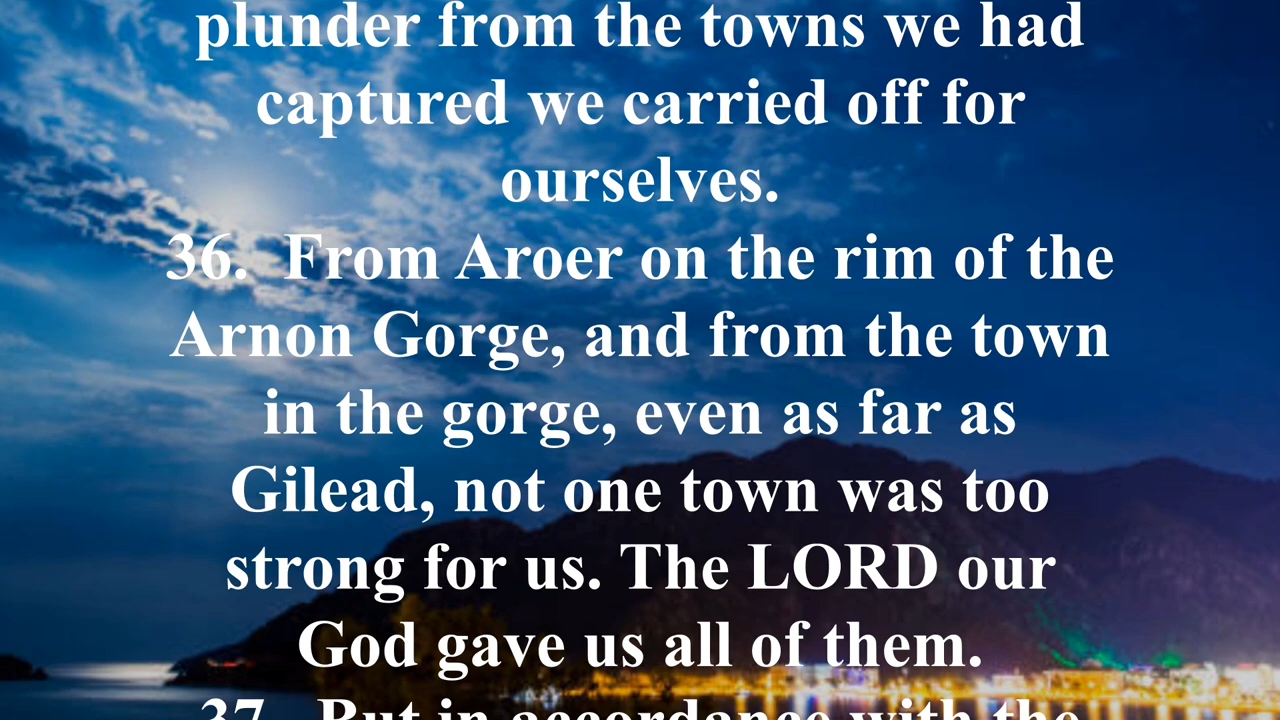 plunder from the towns we had
captured we carried off for
ourselves.
36. From Aroer on the rim of the
Arnon Gorge, and from the town
in the gorge, even as far as
Gilead, not one town was too
strong for us. The LORD our
God gave us all of them.
37. But in accordance with the